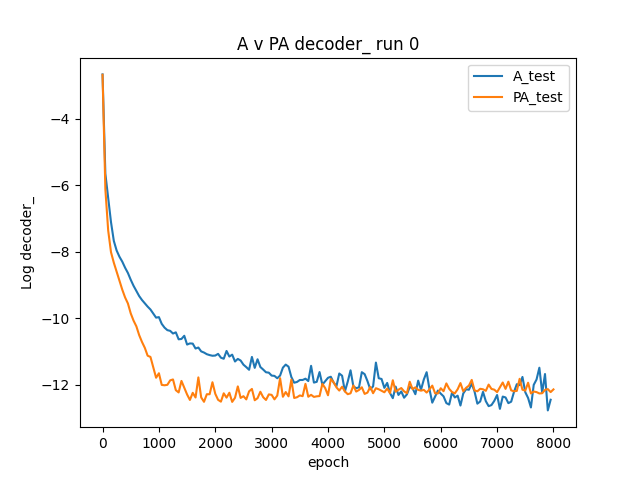 A v PA decoder_ run 0
A_test
PA_test
Log decoder_
−4
−6
−8
−10
−12
0 1000 2000 3000 4000 5000 6000 7000 8000
epoch